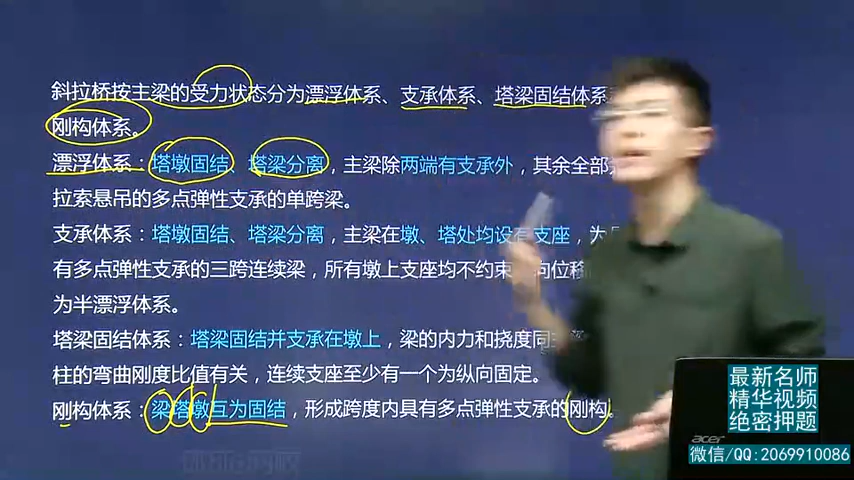 斜拉桥按主梁的受力状态分为漂浮体系、支承体系、塔梁固结体系
刚构体系。
漂浮体系：塔墩固结、塔梁分离，主梁除两端有支承外，其余全部
拉索悬吊的多点弹性支承的单跨梁。
支承体系：塔墩固结、塔梁分离，主梁在墩、塔处均设有支座，为
有多点弹性支承的三跨连续梁，所有墩上支座均不约束
为半漂浮体系。
塔梁固结体系：塔梁固结并支承在墩上，梁的内力和挠度同
柱的弯曲刚度比值有关，连续支座至少有一个为纵向固定。
刚构体系：梁塔墩互为固结，形成跨度内具有多点弹性支承的刚构
最新名师
精华视频
绝密押题
acer
微信/QQ:2069910086